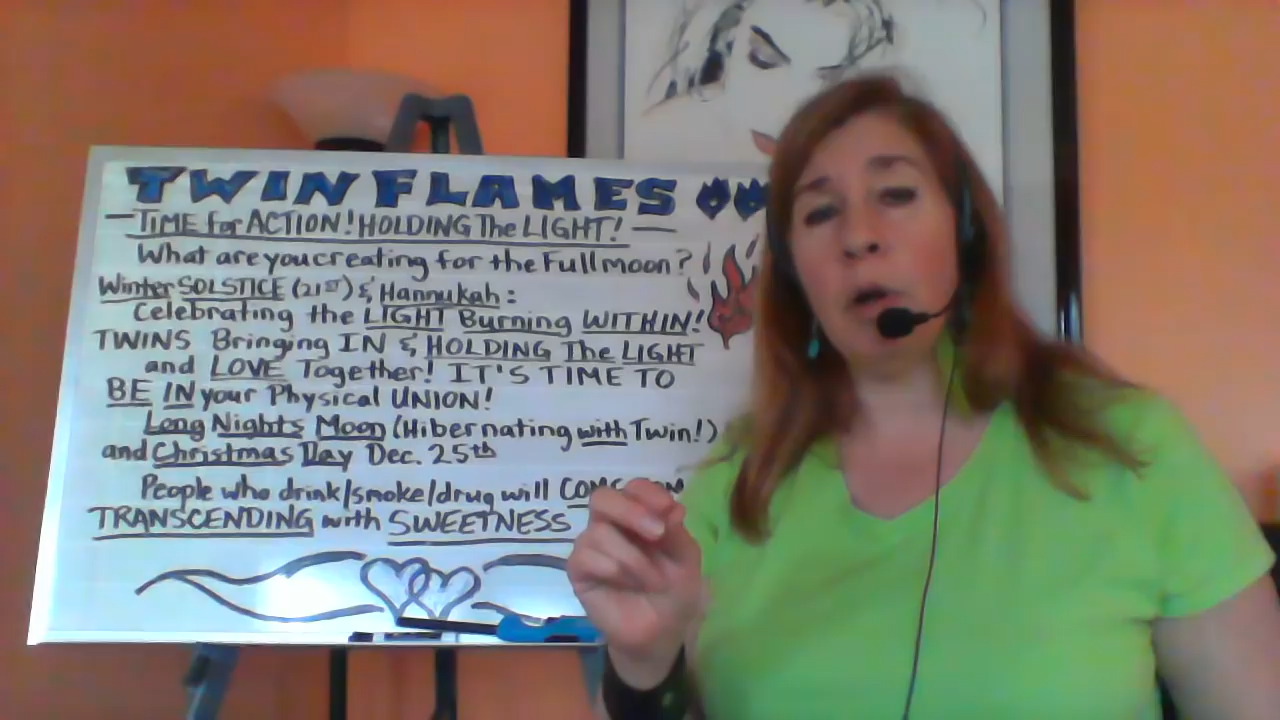 TWIN FLAMES
— TIME for ACTION! HOLDING The LIGHT! —
What are you creating for the Full moon?
Winter SOLSTICE (21ST) & Hannukah:
Celebrating the LIGHT Burning WITHIN!
TWINS Bringing IN & HOLDING The LIGHT
and LOVE Together! IT'S TIME TO
BE IN your Physical UNION!
Long Nights Moon (Hibernating with Twin!)
and Christmas Day Dec. 25th
People who drink/smoke/drug will
TRANSCENDING with SWEETNESS